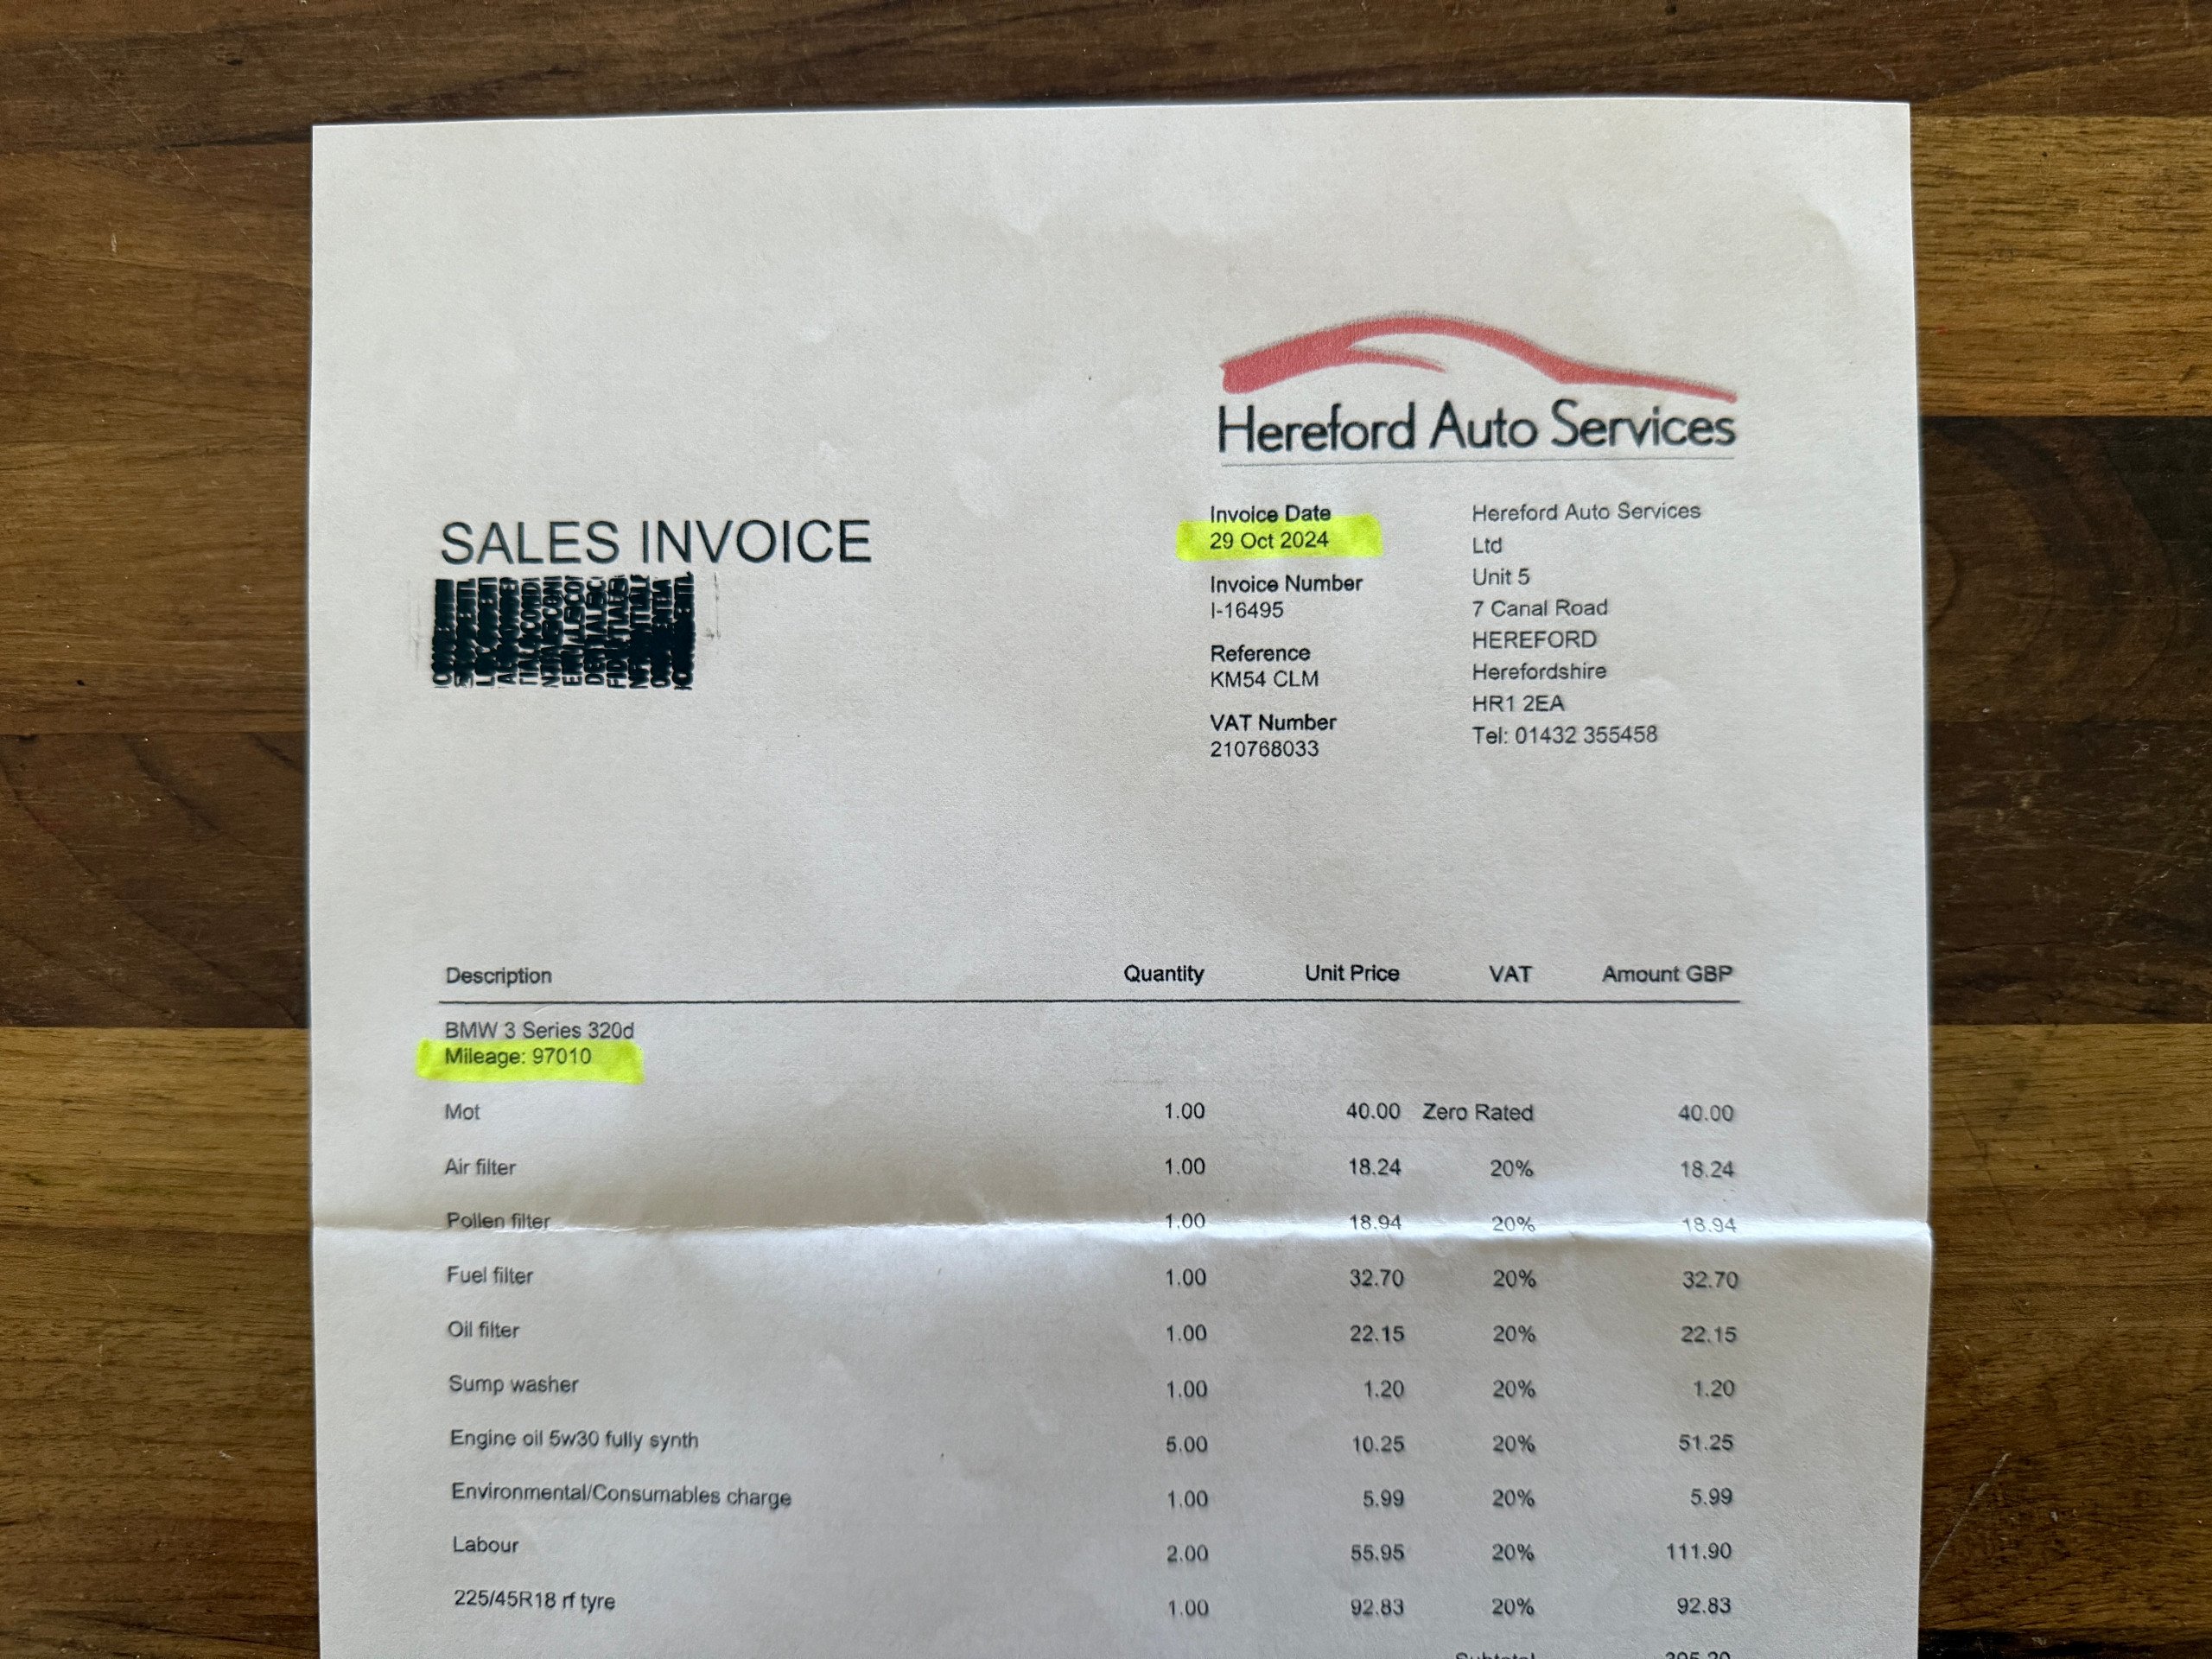 Hereford Auto Services
SALES INVOICE
Invoice Date
29 Oct 2024
Invoice Number
I-16495
Reference
KM54 CLM
VAT Number
210768033
Hereford Auto Services
Ltd
Unit 5
7 Canal Road
HEREFORD
Herefordshire
HR1 2EA
Tel: 01432 355458
Description Quantity Unit Price VAT Amount GBP
BMW 3 Series 320d
Mileage: 97010
Mot 1.00 40.00 Zero Rated 40.00
Air filter 1.00 18.24 20% 18.24
Pollen filter 1.00 18.94 20% 18.94
Fuel filter 1.00 32.70 20% 32.70
Oil filter 1.00 22.15 20% 22.15
Sump washer 1.00 1.20 20% 1.20
Engine oil 5w30 fully synth 5.00 10.25 20% 51.25
Environmental/Consumables charge 1.00 5.99 20% 5.99
Labour 2.00 55.95 20% 111.90
225/45R18 rf tyre 1.00 92.83 20% 92.83
Subtotal 395.20